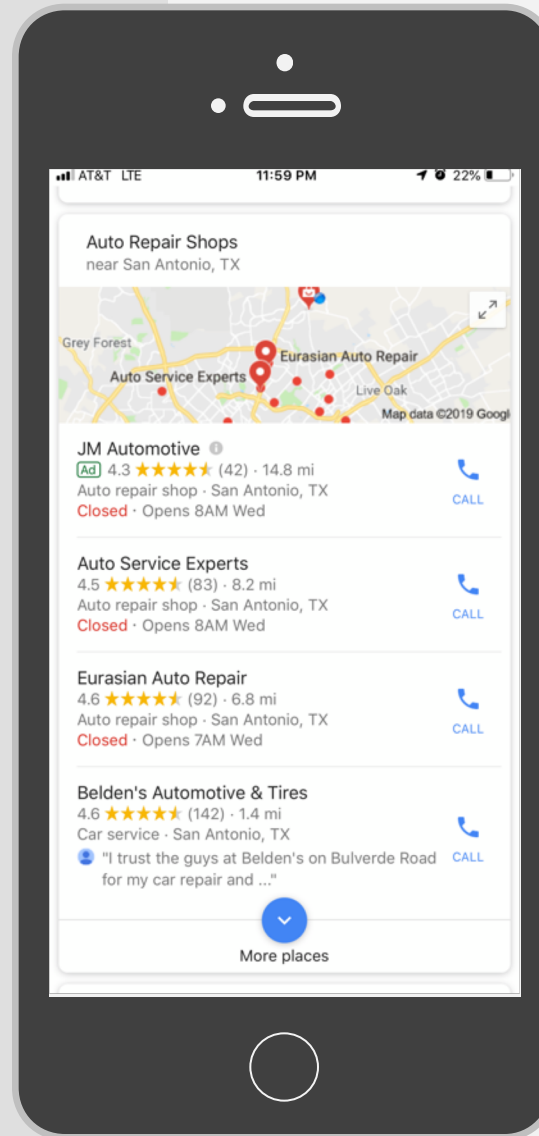 AT&T LTE 11:59 PM 22%
Auto Repair Shops
near San Antonio, TX
Grey Forest
Eurasian Auto Repair
Auto Service Experts
Live Oak
Map data ©2019 Googl
JM Automotive
Ad 4.3 ★★★★★ (42) · 14.8 mi
Auto repair shop · San Antonio, TX
Closed · Opens 8AM Wed
CALL
Auto Service Experts
4.5 ★★★★★ (83) · 8.2 mi
Auto repair shop · San Antonio, TX
Closed · Opens 8AM Wed
CALL
Eurasian Auto Repair
4.6 ★★★★★ (92) · 6.8 mi
Auto repair shop · San Antonio, TX
Closed · Opens 7AM Wed
CALL
Belden's Automotive & Tires
4.6 ★★★★★ (142) · 1.4 mi
Car service · San Antonio, TX
"I trust the guys at Belden's on Bulverde Road
for my car repair and ..."
CALL
More places